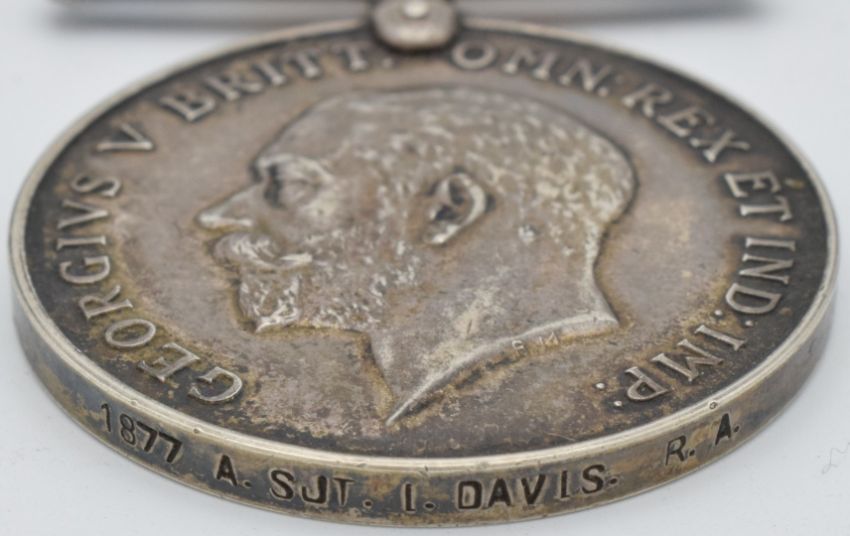 GEORGIVS V BRITT: OMN: REX ET IND: IMP:
B M
1877 A. SJT. I. DAVIS. R. A.